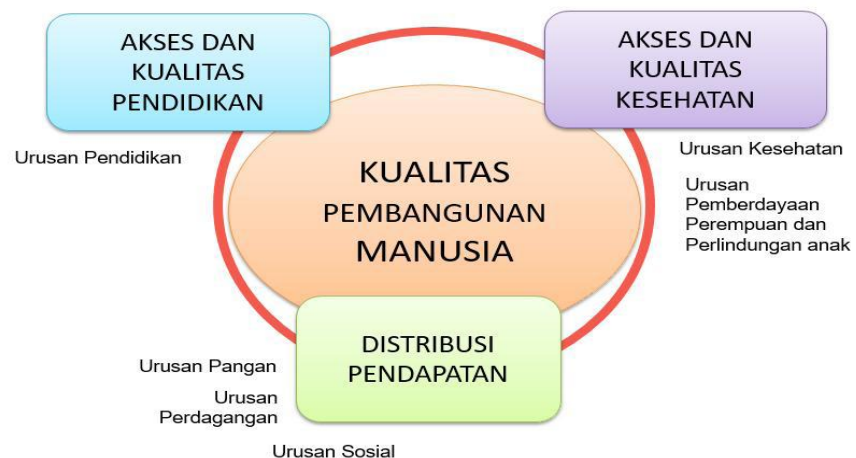 AKSES DAN
KUALITAS
PENDIDIKAN
AKSES DAN
KUALITAS
KESEHATAN
Urusan Pendidikan
Urusan Kesehatan
Urusan
Pemberdayaan
Perempuan dan
Perlindungan anak
KUALITAS
PEMBANGUNAN
MANUSIA
DISTRIBUSI
PENDAPATAN
Urusan Pangan
Urusan
Perdagangan
Urusan Sosial